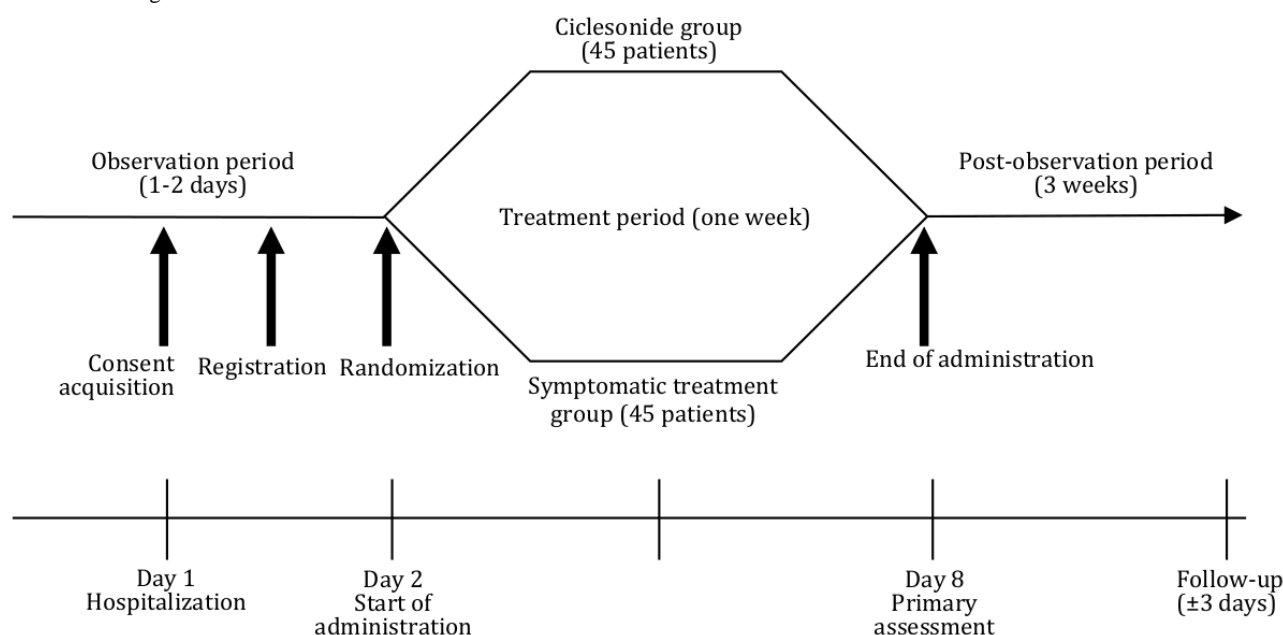 Ciclesonide group
(45 patients)
Observation period
(1-2 days)
Post-observation period
(3 weeks)
Treatment period (one week)
Consent
acquisition
Registration
Randomization
End of administration
Symptomatic treatment
group (45 patients)
Day 1
Hospitalization
Day 2
Start of
administration
Day 8
Primary
assessment
Follow-up
(±3 days)